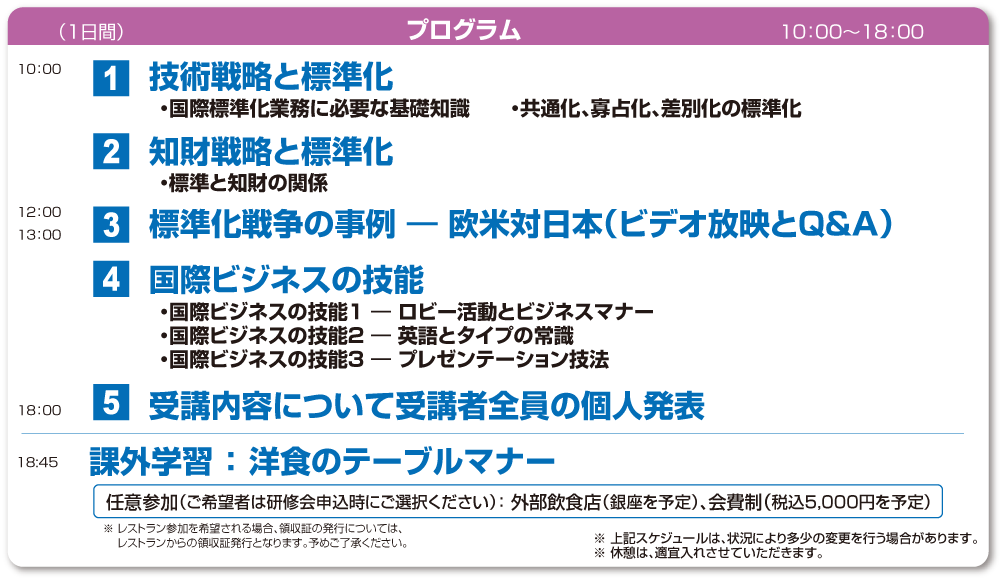 （1日間） プログラム 10：00～18：00
10：00 1 技術戦略と標準化
・国際標準化業務に必要な基礎知識 ・共通化、寡占化、差別化の標準化
2 知財戦略と標準化
・標準と知財の関係
12：00
13：00 3 標準化戦争の事例 ― 欧米対日本（ビデオ放映とQ&A）
4 国際ビジネスの技能
・国際ビジネスの技能1 ― ロビー活動とビジネスマナー
・国際ビジネスの技能2 ― 英語とタイプの常識
・国際ビジネスの技能3 ― プレゼンテーション技法
18：00 5 受講内容について受講者全員の個人発表
18:45 課外学習：洋食のテーブルマナー
任意参加（ご希望者は研修会申込時にご選択ください）：外部飲食店（銀座を予定）、会費制（税込5,000円を予定）
※ レストラン参加を希望される場合、領収証の発行については、
レストランからの領収証発行となります。予めご了承ください。
※ 上記スケジュールは、状況により多少の変更を行う場合があります。
※ 休憩は、適宜入れさせていただきます。